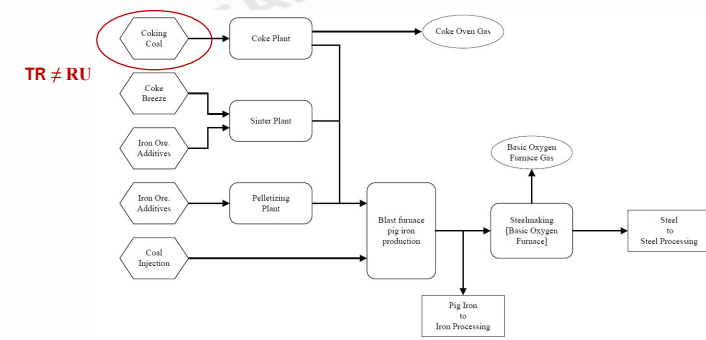 Coking
Coal
Coke Plant
Coke Oven Gas
TR ≠ RU
Coke
Breeze
Sinter Plant
Iron Ore.
Additives
Basic Oxygen
Furnace Gas
Iron Ore.
Additives
Pelletizing
Plant
Blast furnace
pig iron
production
Steelmaking
[Basic Oxygen
Furnace]
Steel
to
Steel Processing
Coal
Injection
Pig Iron
to
Iron Processing